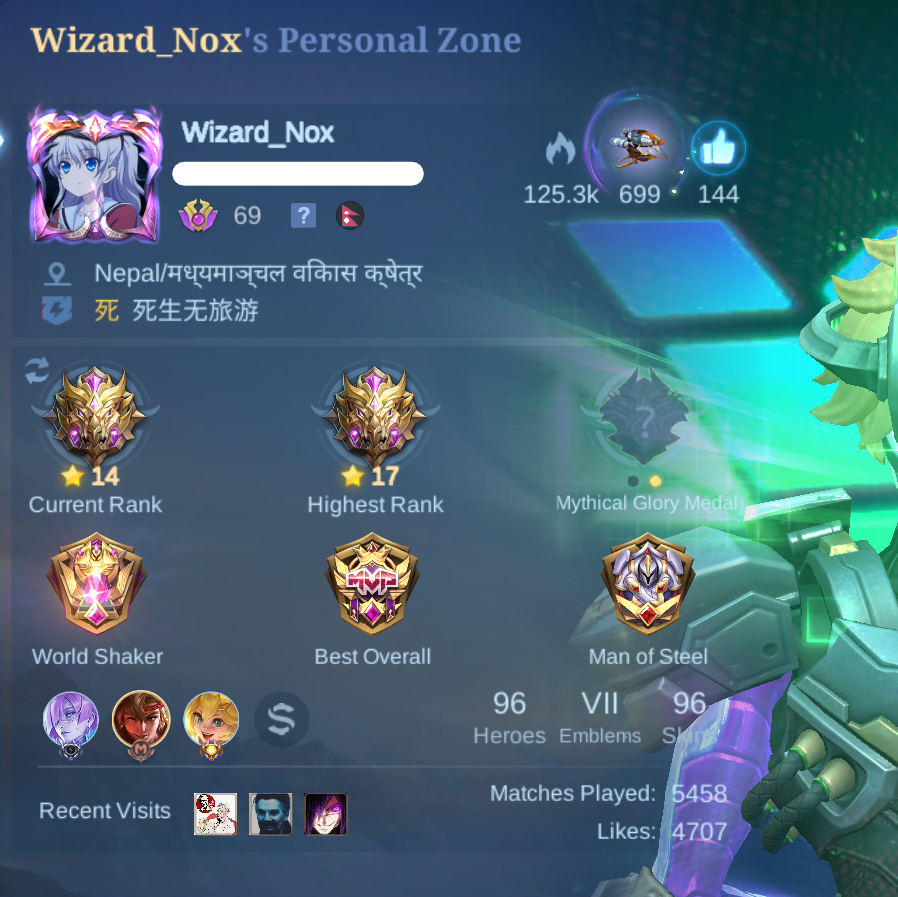 Wizard_Nox's Personal Zone
Wizard_Nox
69 ?
125.3k 699 144
Nepal/मध्यमाञ्चल विकास क्षेत्र
死 死生无旅游
14 17 ?
Current Rank Highest Rank Mythical Glory Medal
MVP
World Shaker Best Overall Man of Steel
96 VII 96
Heroes Emblems Skins
Recent Visits
Matches Played: 5458
Likes: 4707